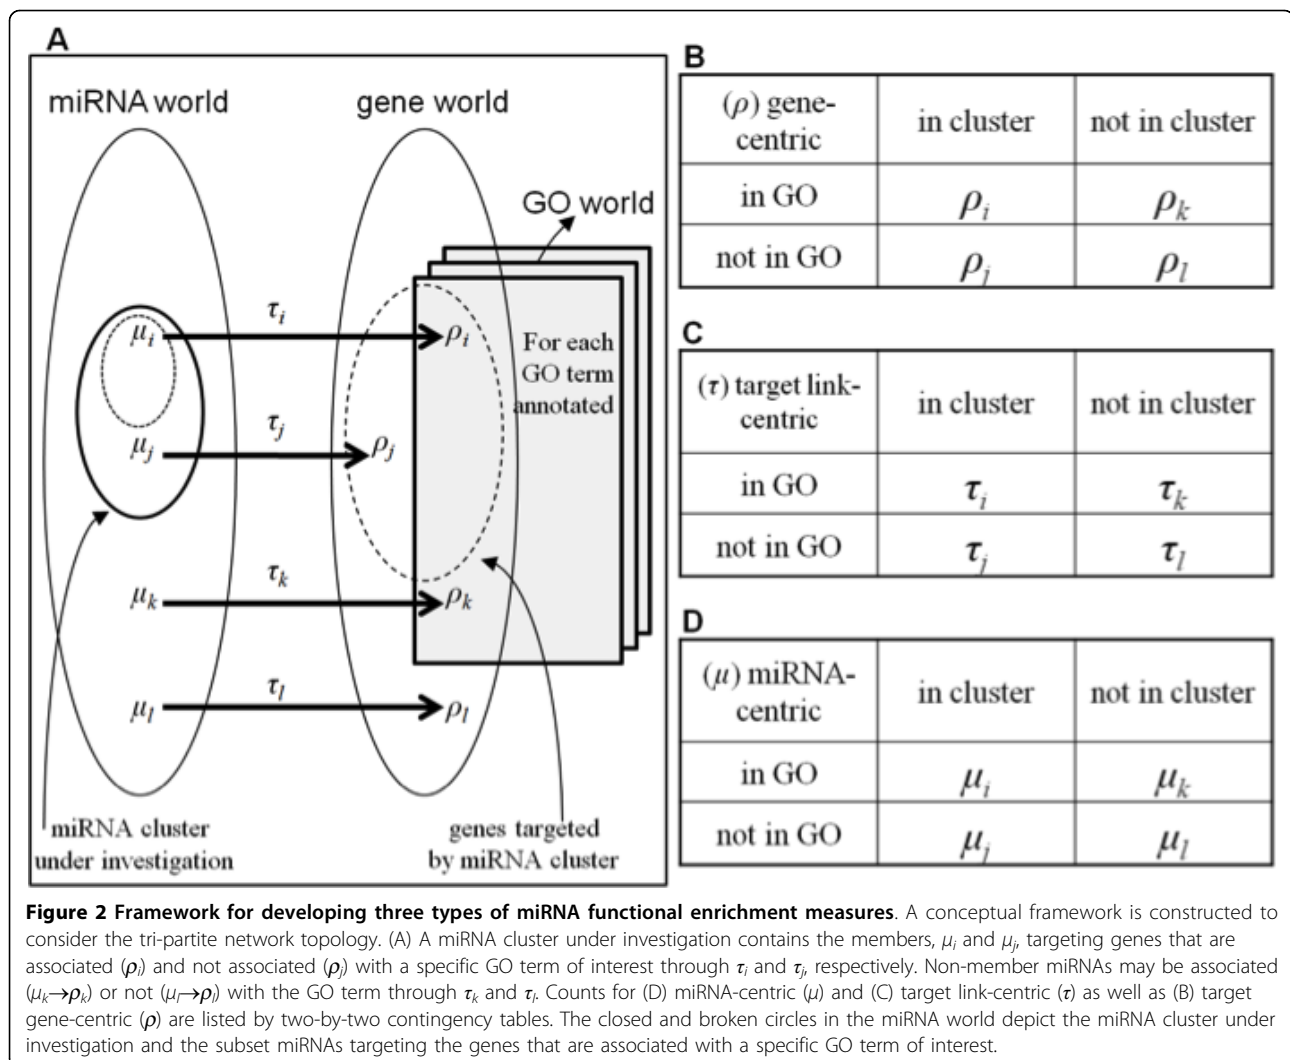 A
miRNA world
gene world
GO world
τi
μi
ρi
For each
GO term
annotated
τj
μj
ρj
τk
μk
ρk
τl
μl
ρl
miRNA cluster
under investigation
genes targeted
by miRNA cluster
B
(ρ) gene-
centric
in cluster
not in cluster
in GO
ρi
ρk
not in GO
ρj
ρl
C
(τ) target link-
centric
in cluster
not in cluster
in GO
τi
τk
not in GO
τj
τl
D
(μ) miRNA-
centric
in cluster
not in cluster
in GO
μi
μk
not in GO
μj
μl
Figure 2 Framework for developing three types of miRNA functional enrichment measures. A conceptual framework is constructed to
consider the tri-partite network topology. (A) A miRNA cluster under investigation contains the members, μi and μj, targeting genes that are
associated (ρi) and not associated (ρj) with a specific GO term of interest through τi and τj, respectively. Non-member miRNAs may be associated
(μk→ρk) or not (μl→ρl) with the GO term through τk and τl. Counts for (D) miRNA-centric (μ) and (C) target link-centric (τ) as well as (B) target
gene-centric (ρ) are listed by two-by-two contingency tables. The closed and broken circles in the miRNA world depict the miRNA cluster under
investigation and the subset miRNAs targeting the genes that are associated with a specific GO term of interest.